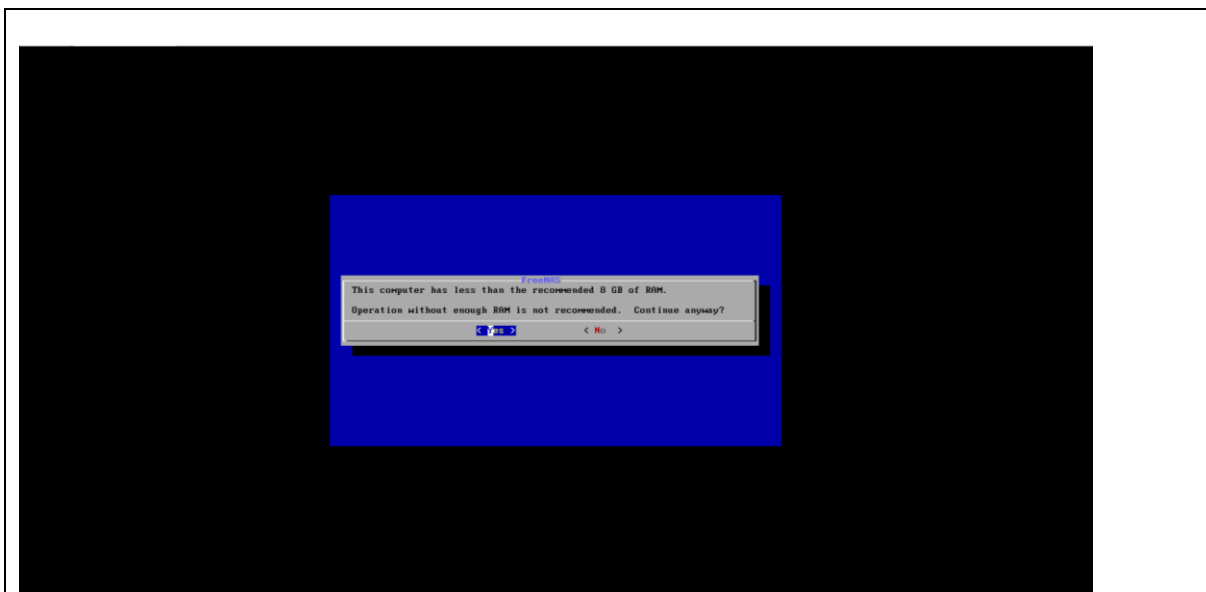 FreeNAS
This computer has less than the recommended 8 GB of RAM.
Operation without enough RAM is not recommended. Continue anyway?
< Yes > < No >